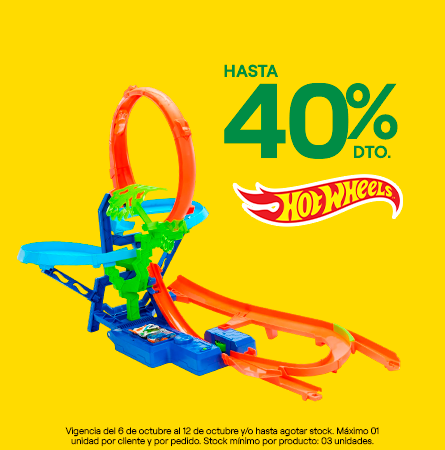 HASTA
40%
DTO.
HOT WHEELS
Vigencia del 6 de octubre al 12 de octubre y/o hasta agotar stock. Máximo 01
unidad por cliente y por pedido. Stock mínimo por producto: 03 unidades.